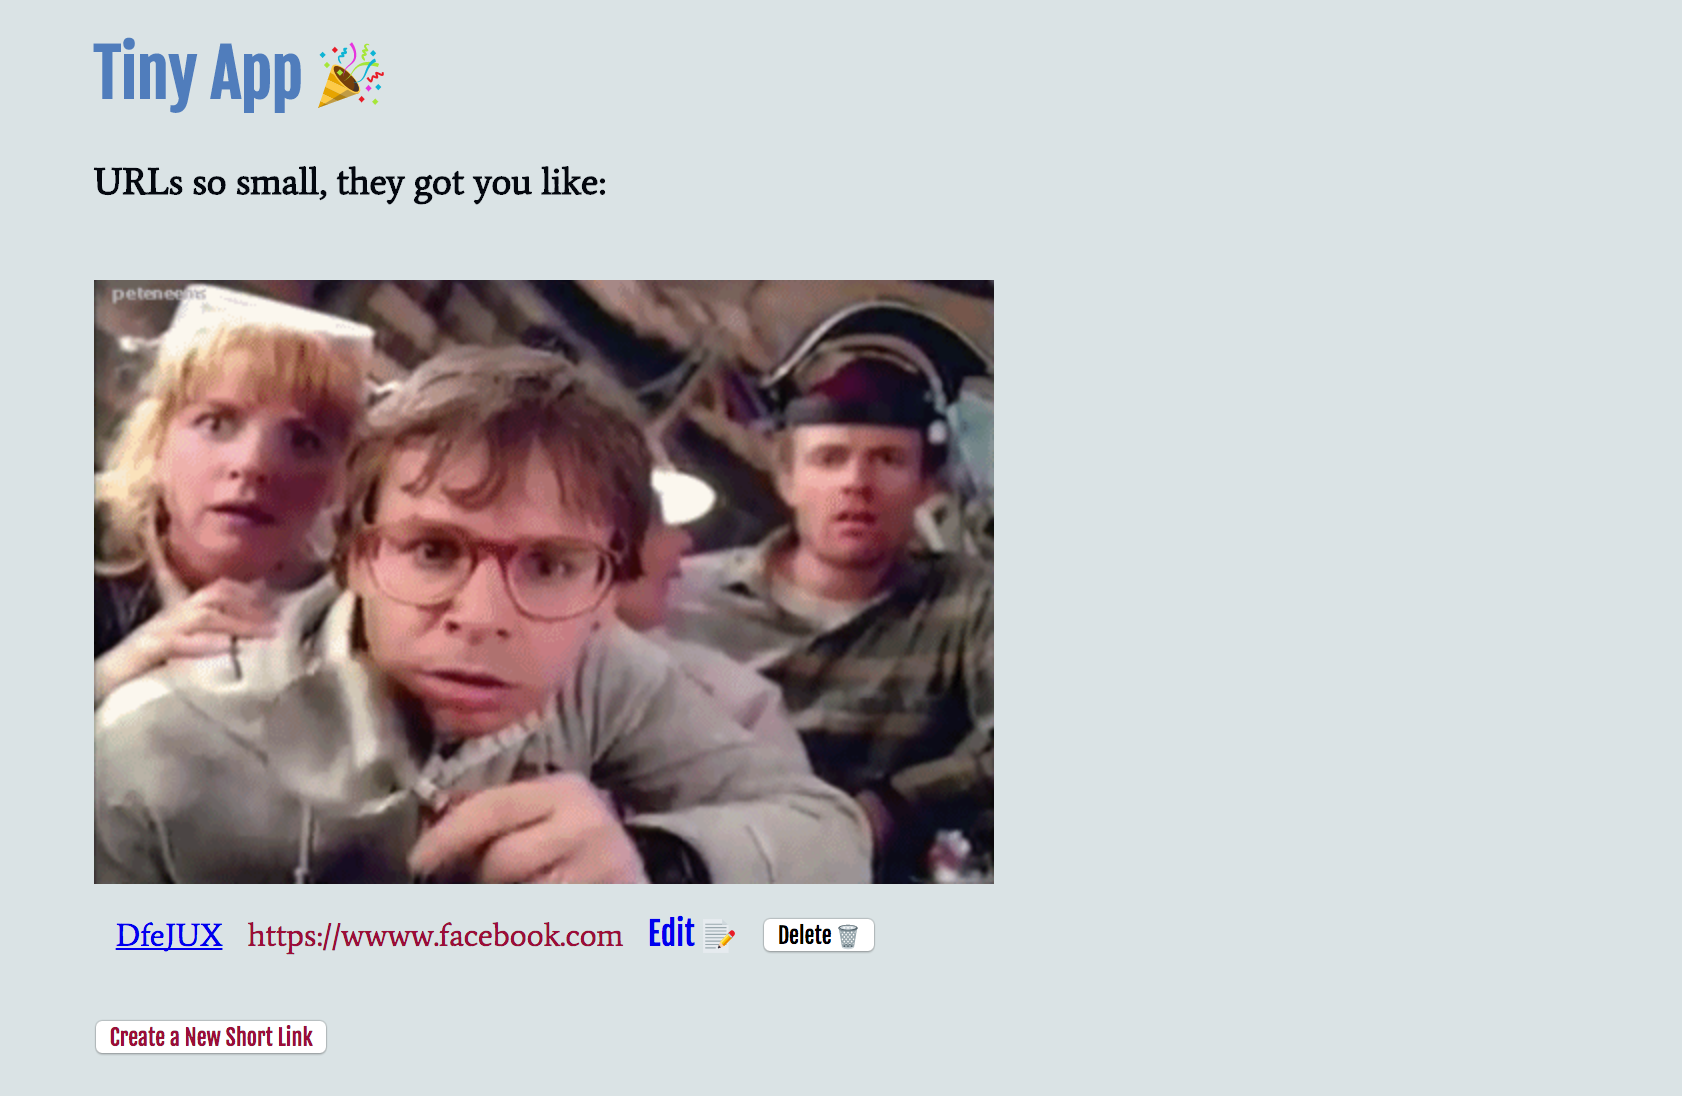 Tiny App
URLs so small, they got you like:
peteneems
DfeJUX https://wwww.facebook.com Edit Delete
Create a New Short Link